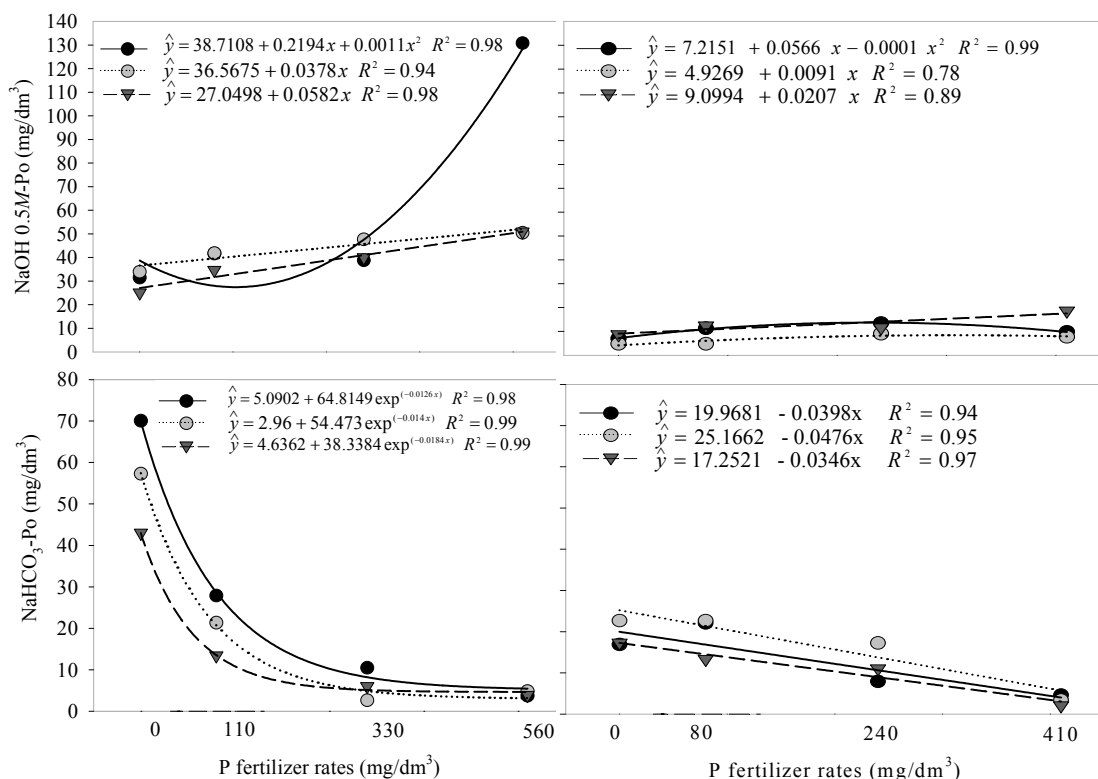 140
130
120
110
100
90
80
70
60
50
40
30
20
10
0
NaOH 0.5M-Po (mg/dm³)
ŷ = 38.7108 + 0.2194x + 0.0011x² R² = 0.98
ŷ = 36.5675 + 0.0378x R² = 0.94
ŷ = 27.0498 + 0.0582x R² = 0.98
ŷ = 7.2151 + 0.0566 x − 0.0001 x² R² = 0.99
ŷ = 4.9269 + 0.0091 x R² = 0.78
ŷ = 9.0994 + 0.0207 x R² = 0.89
80
70
60
50
40
30
20
10
0
NaHCO₃-Po (mg/dm³)
ŷ = 5.0902 + 64.8149 exp^(−0.0126x) R² = 0.98
ŷ = 2.96 + 54.473 exp^(−0.014x) R² = 0.99
ŷ = 4.6362 + 38.3384 exp^(−0.0184x) R² = 0.99
ŷ = 19.9681 - 0.0398x R² = 0.94
ŷ = 25.1662 - 0.0476x R² = 0.95
ŷ = 17.2521 - 0.0346x R² = 0.97
0 110 330 560
P fertilizer rates (mg/dm³)
0 80 240 410
P fertilizer rates (mg/dm³)